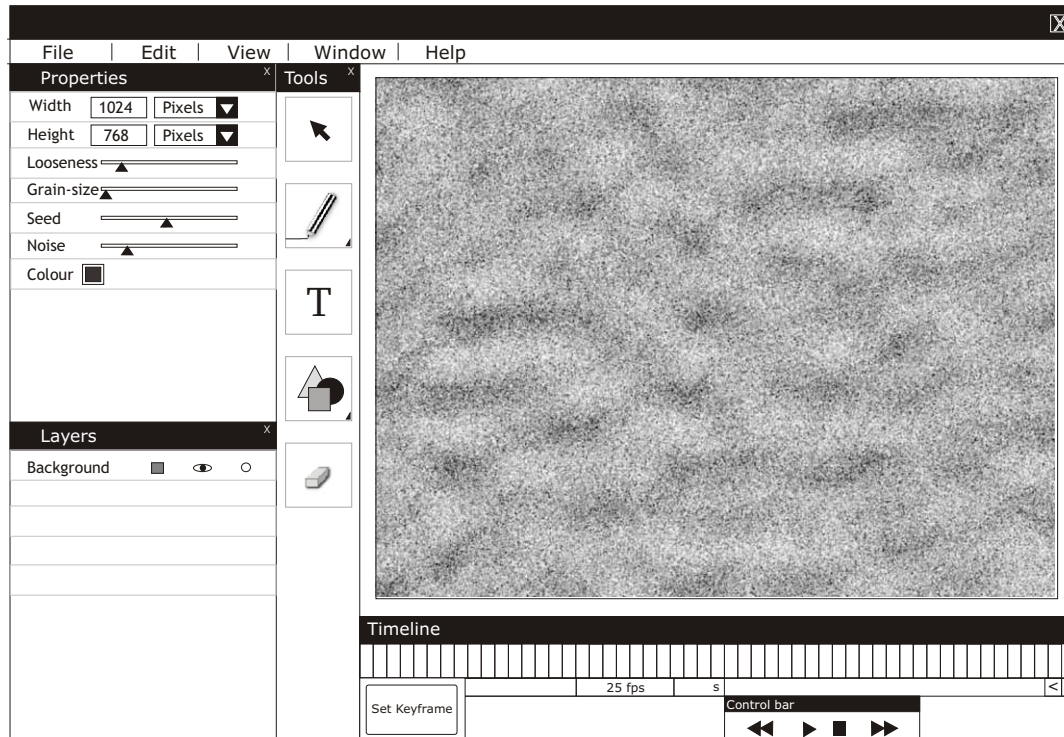 X
File | Edit | View | Window | Help
Properties X
Width 1024 Pixels
Height 768 Pixels
Looseness
Grain-size
Seed
Noise
Colour
Layers X
Background
Tools X
T
Timeline
25 fps s <
Set Keyframe
Control bar